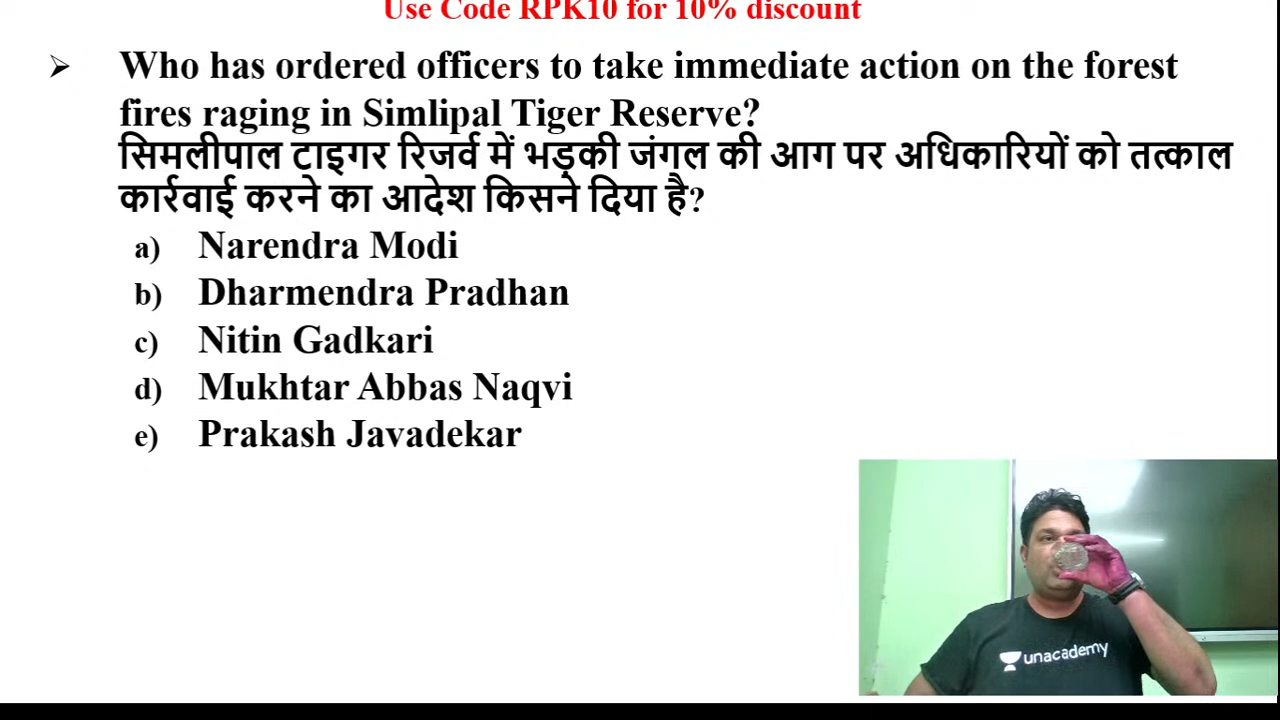 Use Code RPK10 for 10% discount
➢ Who has ordered officers to take immediate action on the forest
fires raging in Simlipal Tiger Reserve?
सिमलीपाल टाइगर रिजर्व में भड़की जंगल की आग पर अधिकारियों को तत्काल
कार्रवाई करने का आदेश किसने दिया है?
a) Narendra Modi
b) Dharmendra Pradhan
c) Nitin Gadkari
d) Mukhtar Abbas Naqvi
e) Prakash Javadekar
unacademy